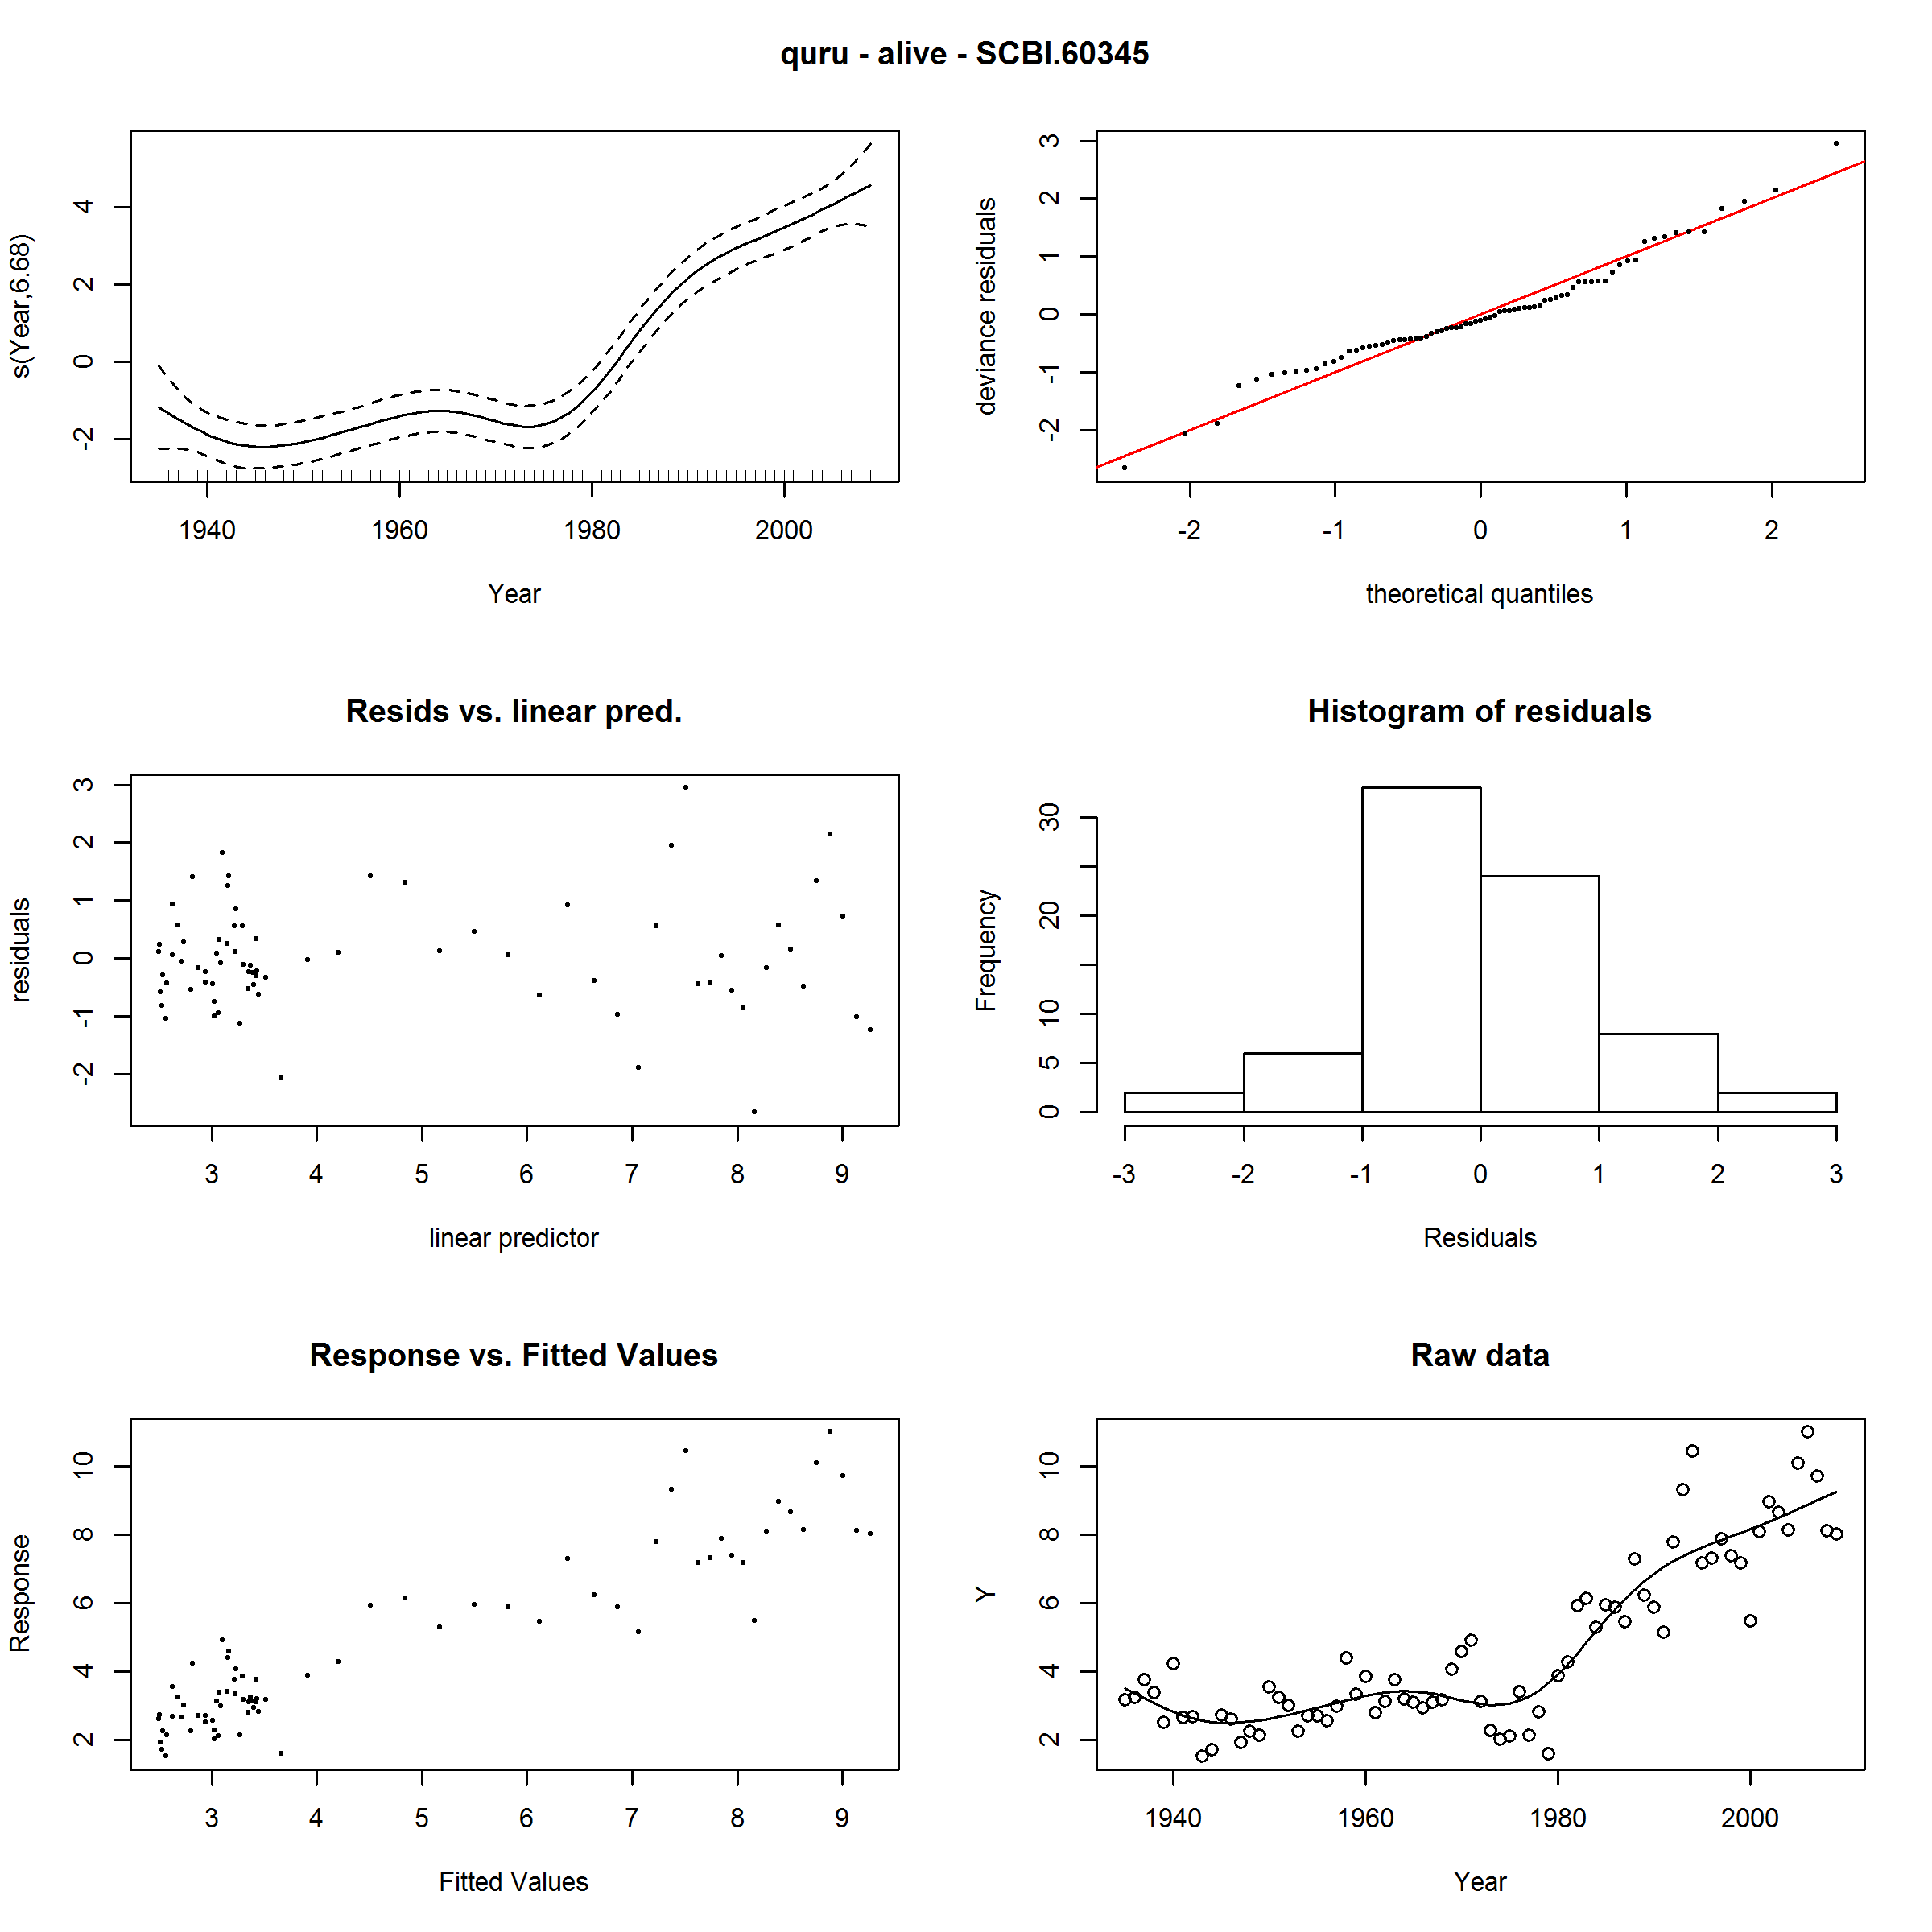 quru - alive - SCBI.60345
s(Year,6.68)
4
2
0
-2
1940 1960 1980 2000
Year
deviance residuals
3
2
1
0
-1
-2
-2 -1 0 1 2
theoretical quantiles
Resids vs. linear pred.
residuals
3
2
1
0
-1
-2
3 4 5 6 7 8 9
linear predictor
Histogram of residuals
Frequency
30
20
10
5
0
-3 -2 -1 0 1 2 3
Residuals
Response vs. Fitted Values
Response
10
8
6
4
2
3 4 5 6 7 8 9
Fitted Values
Raw data
Y
10
8
6
4
2
1940 1960 1980 2000
Year